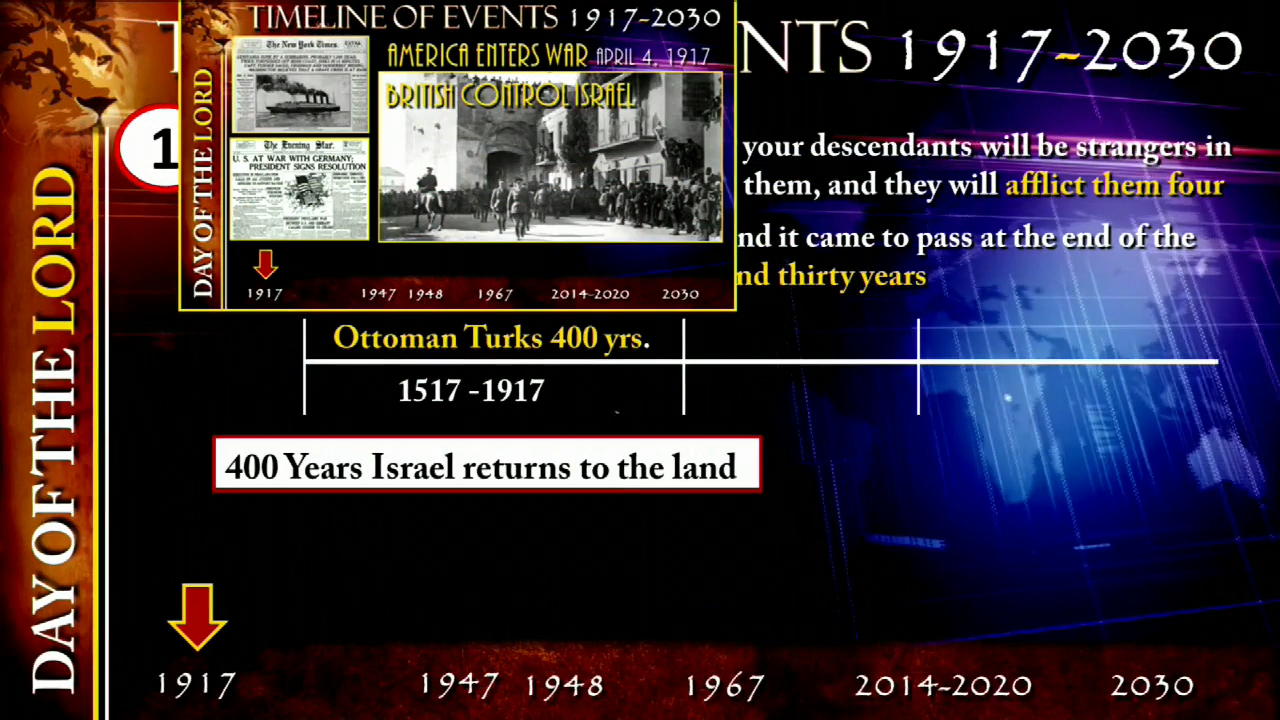 DAY OF THE LORD
NTS 1917-2030
1
your descendants will be strangers in
them, and they will afflict them four
nd it came to pass at the end of the
nd thirty years
TIMELINE OF EVENTS 1917-2030
AMERICA ENTERS WAR APRIL 4, 1917
BRITISH CONTROL ISRAEL
DAY OF THE LORD
The New York Times.
EXTRA
The Evening Star.
U. S. AT WAR WITH GERMANY;
PRESIDENT SIGNS RESOLUTION
1917 1947 1948 1967 2014-2020 2030
Ottoman Turks 400 yrs.
1517 -1917
400 Years Israel returns to the land
1917 1947 1948 1967 2014-2020 2030